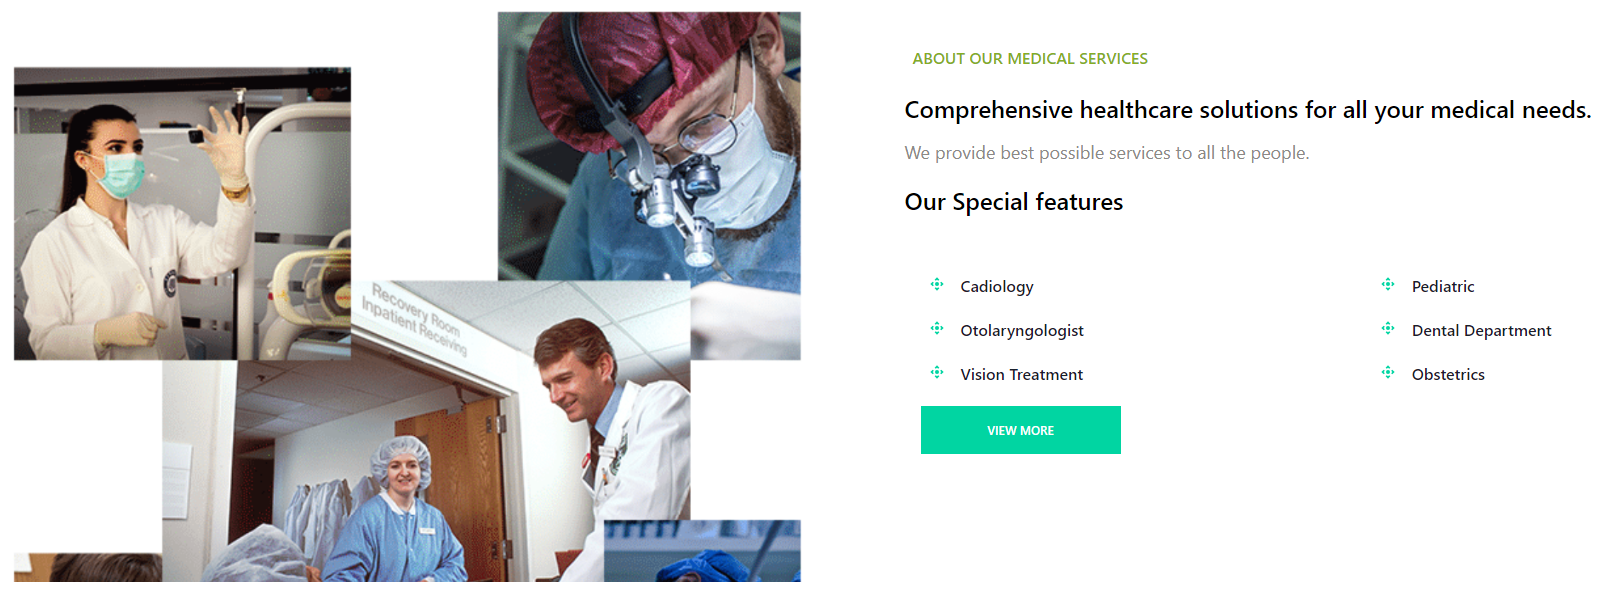 ABOUT OUR MEDICAL SERVICES
Comprehensive healthcare solutions for all your medical needs.
We provide best possible services to all the people.
Our Special features
Cadiology
Pediatric
Otolaryngologist
Dental Department
Vision Treatment
Obstetrics
VIEW MORE
Recovery Room
Inpatient Receiving